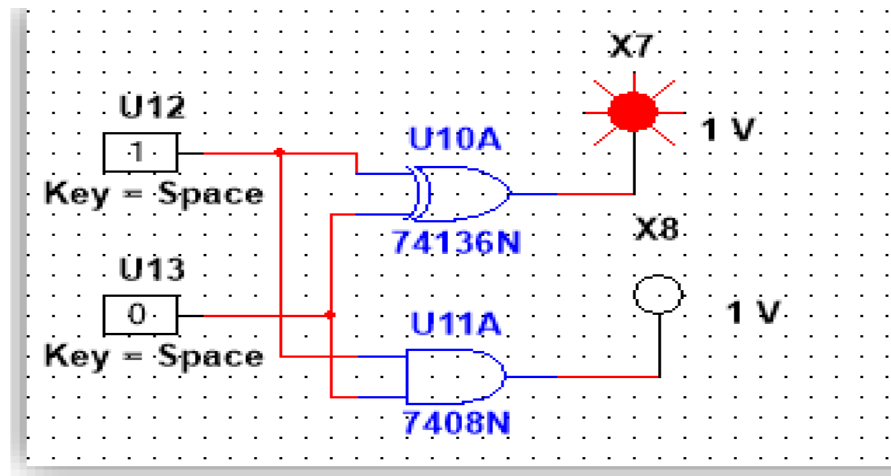 X7
U12
1 V
U10A
1
Key = Space
X8
74136N
U13
1 V
0
U11A
Key = Space
7408N